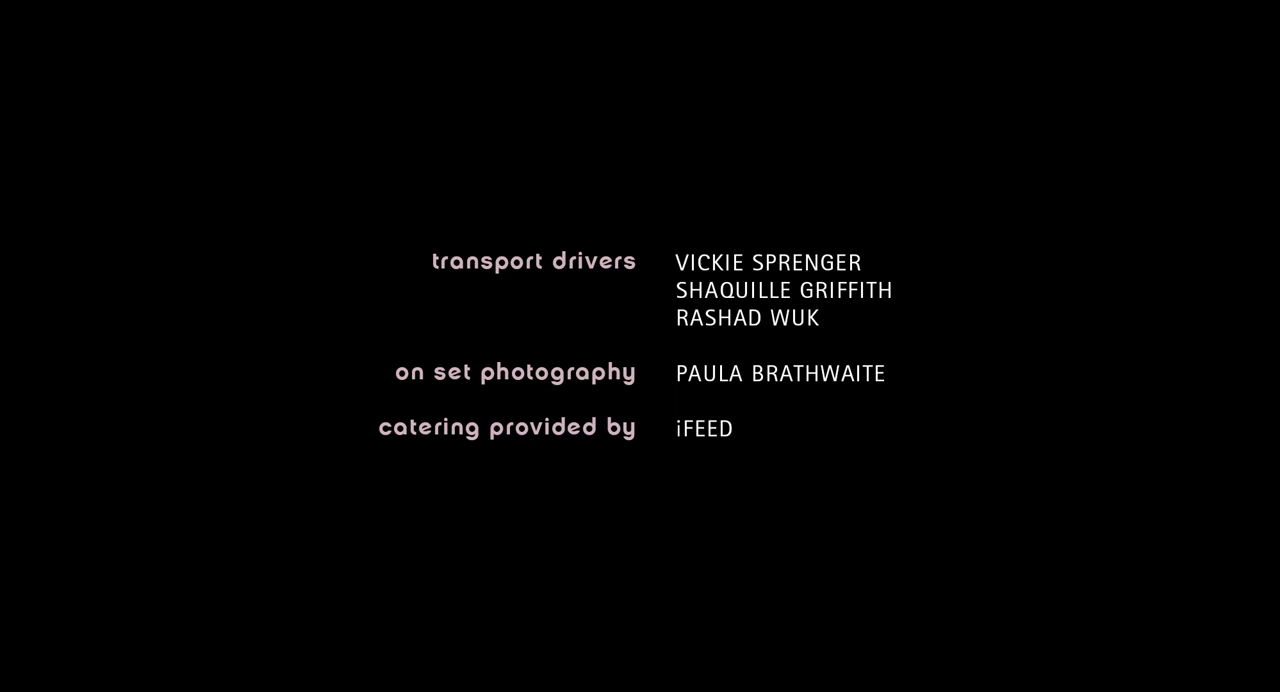 transport drivers VICKIE SPRENGER
SHAQUILLE GRIFFITH
RASHAD WUK
on set photography PAULA BRATHWAITE
catering provided by iFEED